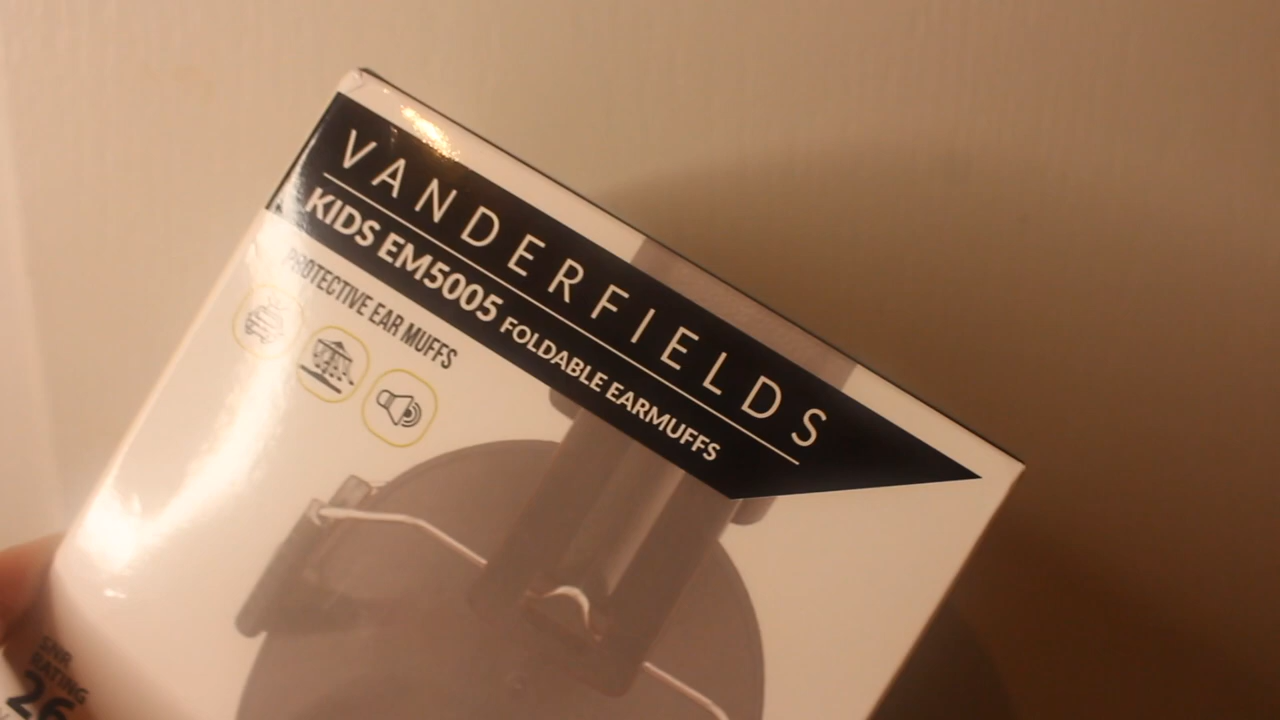 VANDERFIELDS
KIDS EM5005 FOLDABLE EARMUFFS
PROTECTIVE EAR MUFFS
SNR
RATING
26